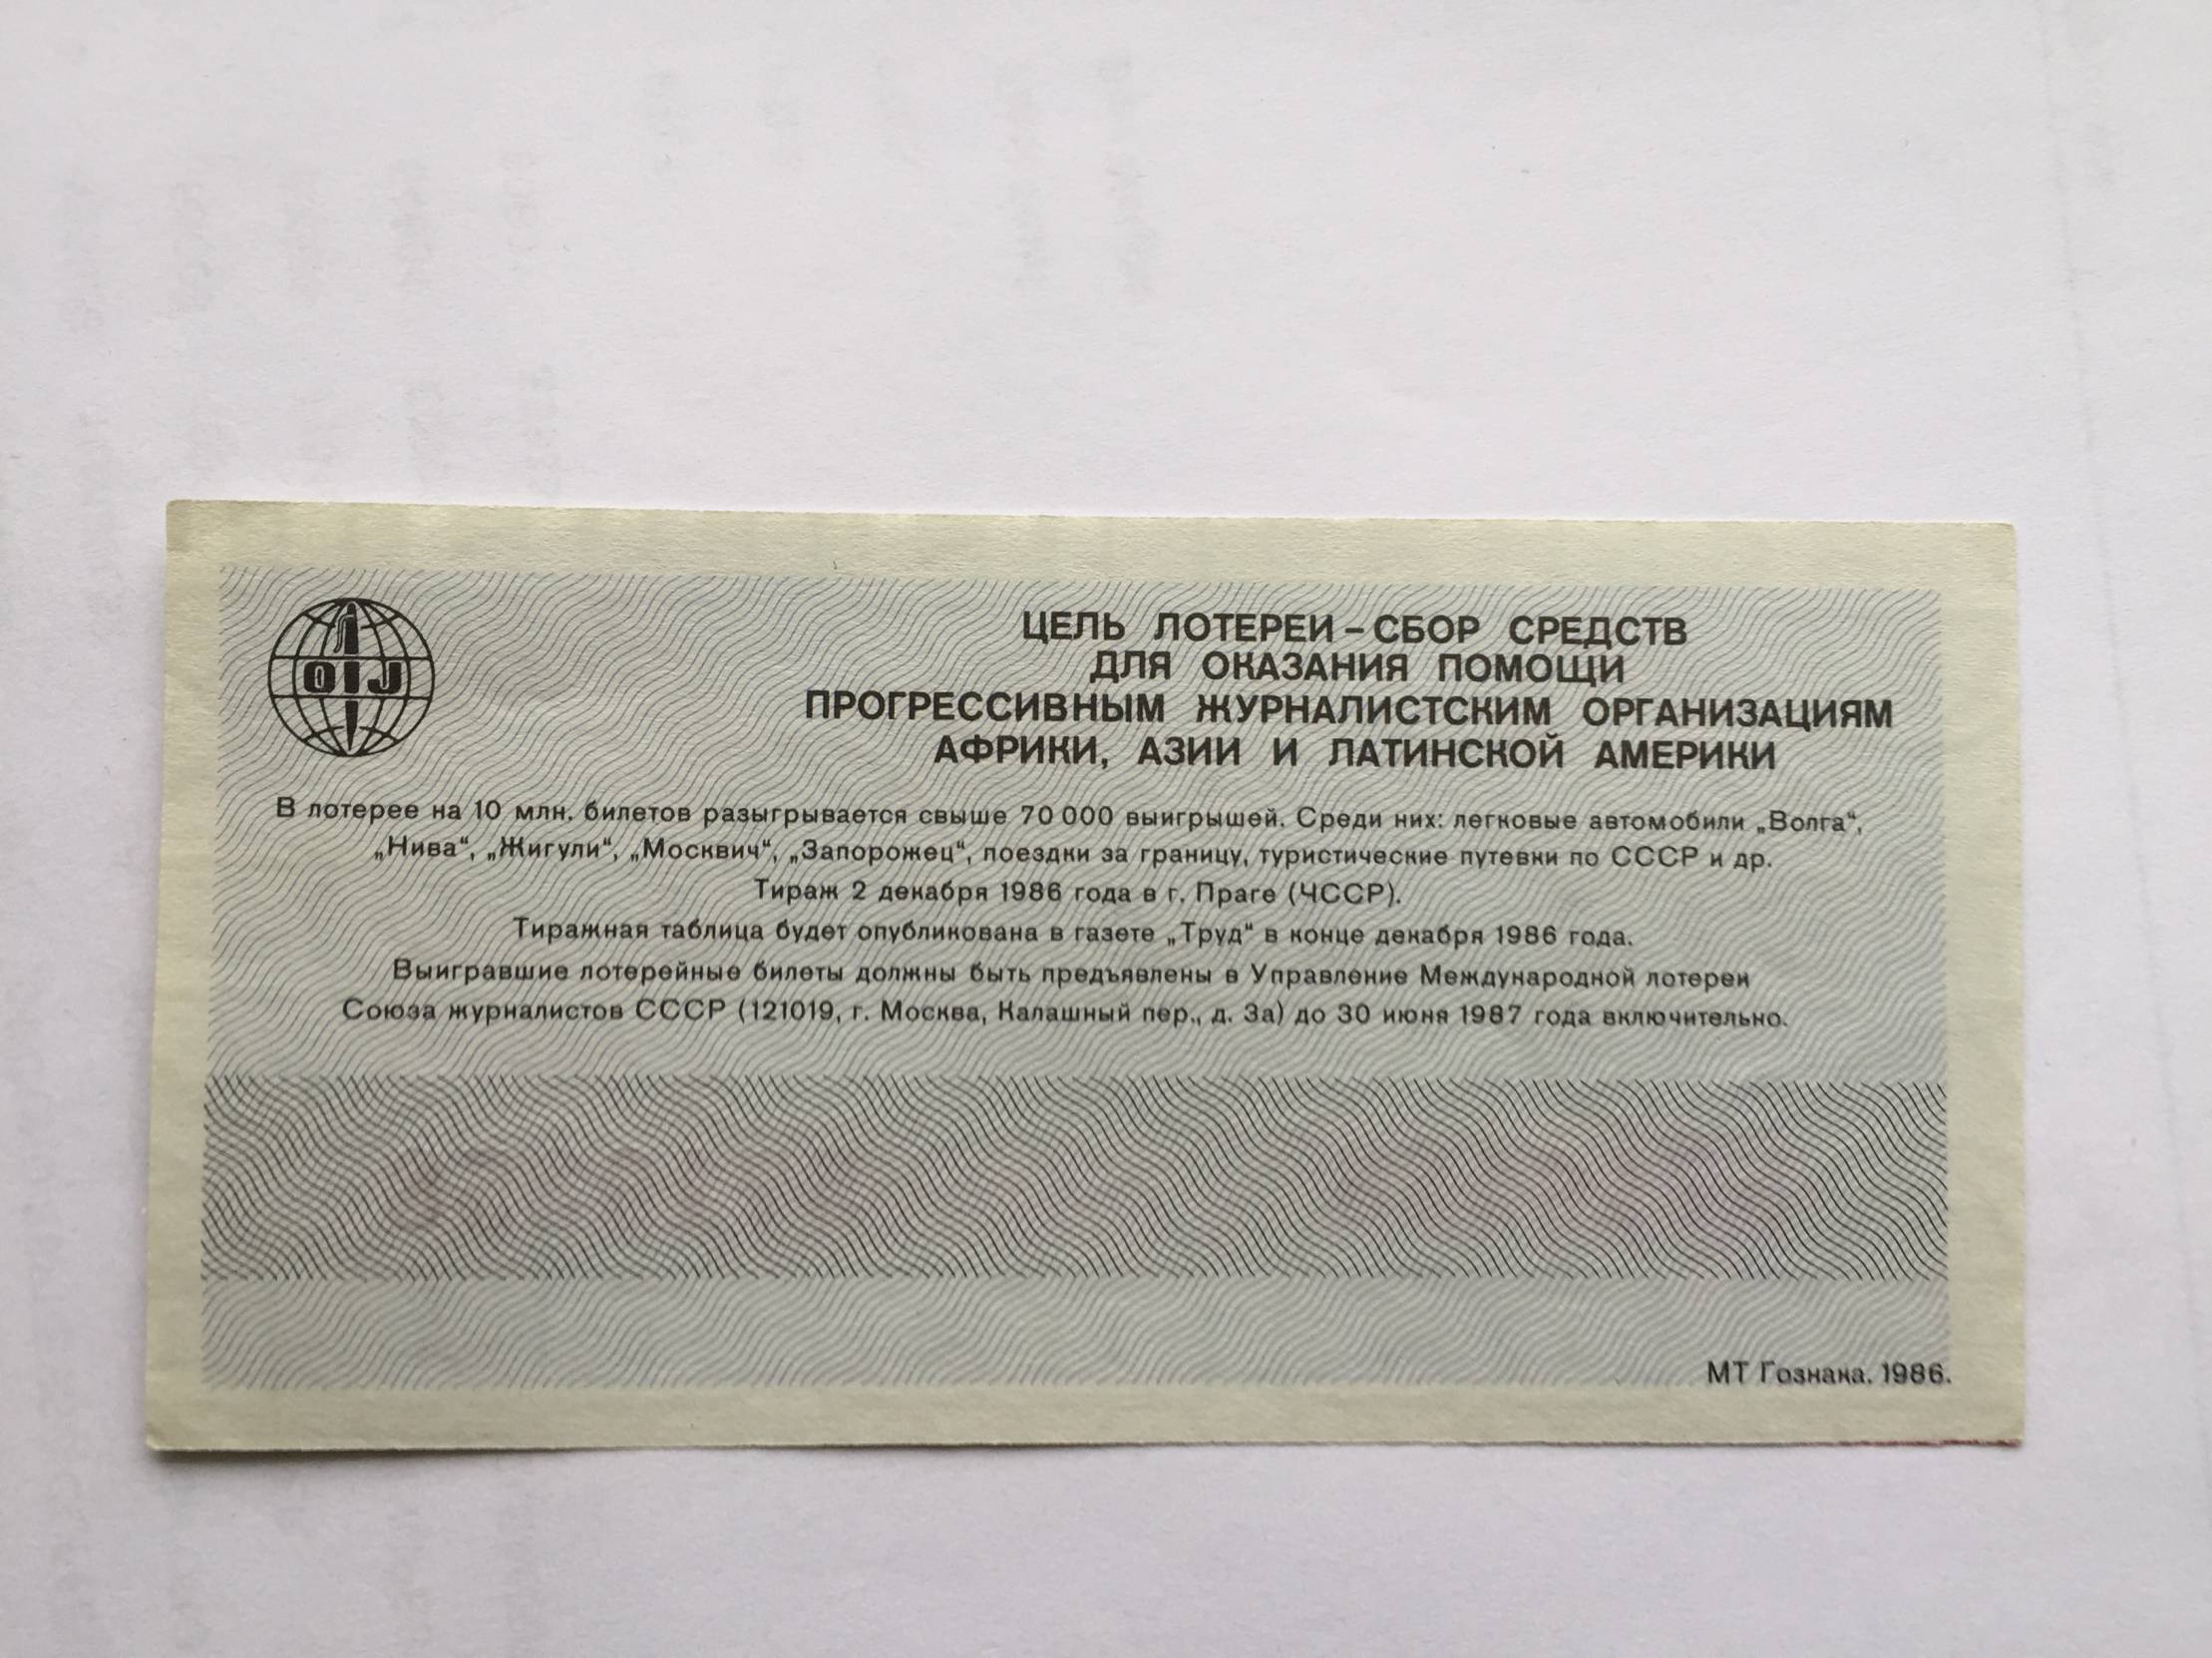 OIJ
ЦЕЛЬ ЛОТЕРЕИ – СБОР СРЕДСТВ
ДЛЯ ОКАЗАНИЯ ПОМОЩИ
ПРОГРЕССИВНЫМ ЖУРНАЛИСТСКИМ ОРГАНИЗАЦИЯМ
АФРИКИ, АЗИИ И ЛАТИНСКОЙ АМЕРИКИ
В лотерее на 10 млн. билетов разыгрывается свыше 70 000 выигрышей. Среди них: легковые автомобили „Волга“,
„Нива“, „Жигули“, „Москвич“, „Запорожец“, поездки за границу, туристические путевки по СССР и др.
Тираж 2 декабря 1986 года в г. Праге (ЧССР).
Тиражная таблица будет опубликована в газете „Труд“ в конце декабря 1986 года.
Выигравшие лотерейные билеты должны быть предъявлены в Управление Международной лотереи
Союза журналистов СССР (121019, г. Москва, Калашный пер., д. 3а) до 30 июня 1987 года включительно.
МТ Гознака. 1986.